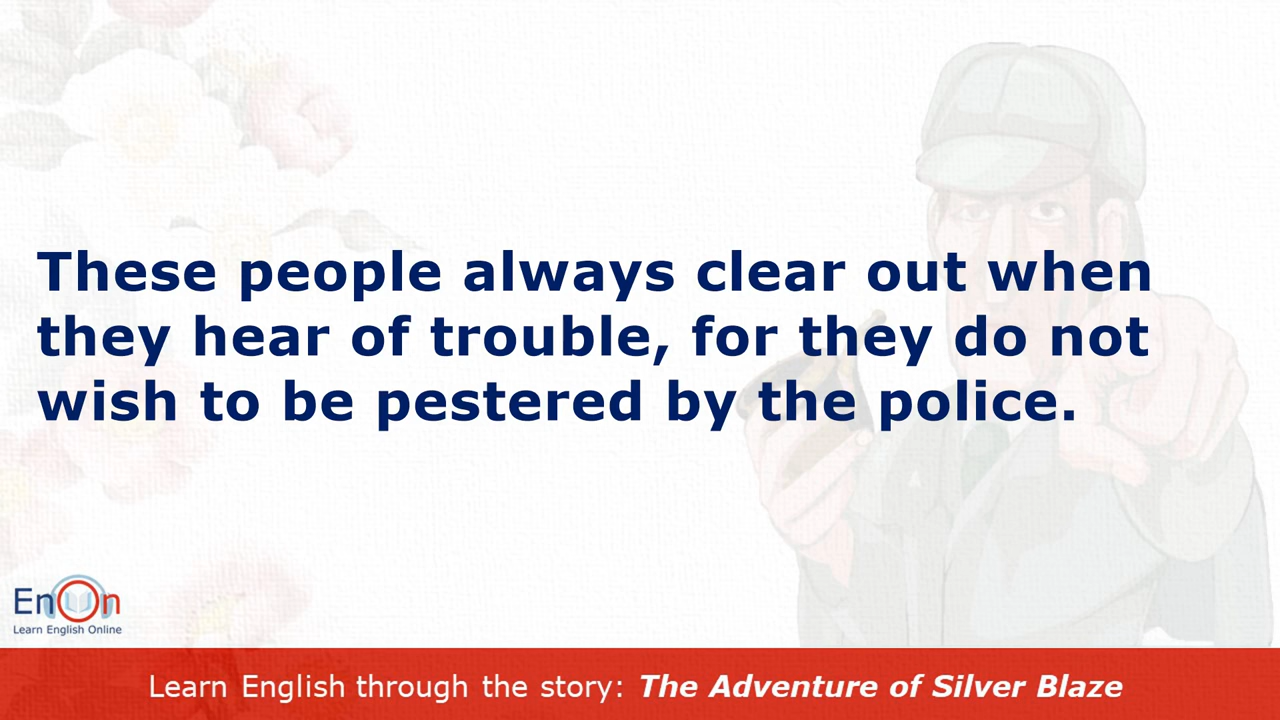 These people always clear out when
they hear of trouble, for they do not
wish to be pestered by the police.
EnOn
Learn English Online
Learn English through the story: The Adventure of Silver Blaze